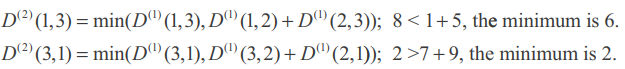 D⁽²⁾(1,3) = min(D⁽¹⁾(1,3), D⁽¹⁾(1,2) + D⁽¹⁾(2,3)); 8 < 1 + 5, the minimum is 6.
D⁽²⁾(3,1) = min(D⁽¹⁾(3,1), D⁽¹⁾(3,2) + D⁽¹⁾(2,1)); 2 >7 + 9, the minimum is 2.